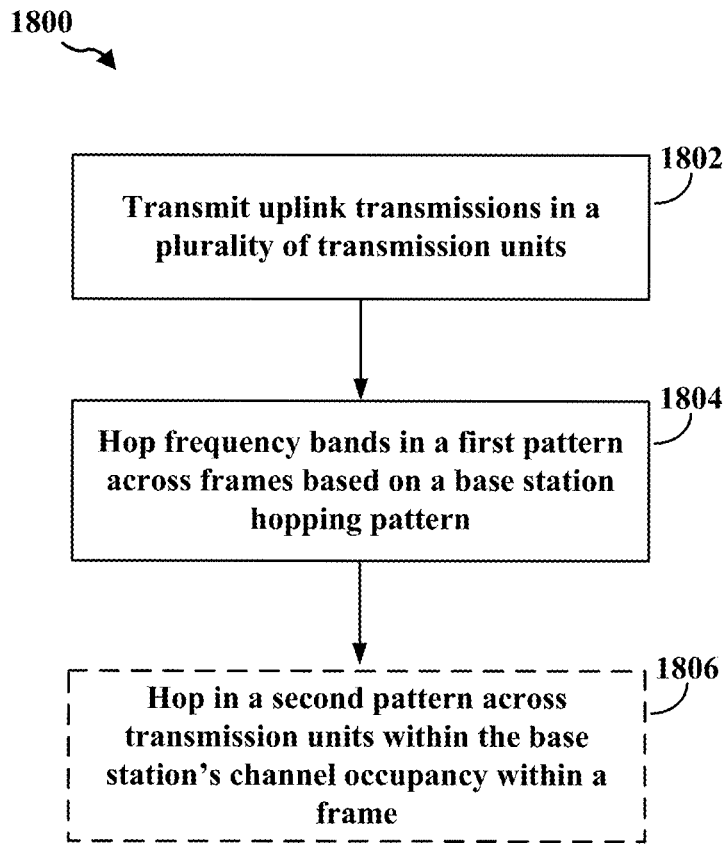 1800
1802
Transmit uplink transmissions in a
plurality of transmission units
1804
Hop frequency bands in a first pattern
across frames based on a base station
hopping pattern
1806
Hop in a second pattern across
transmission units within the base
station's channel occupancy within a
frame